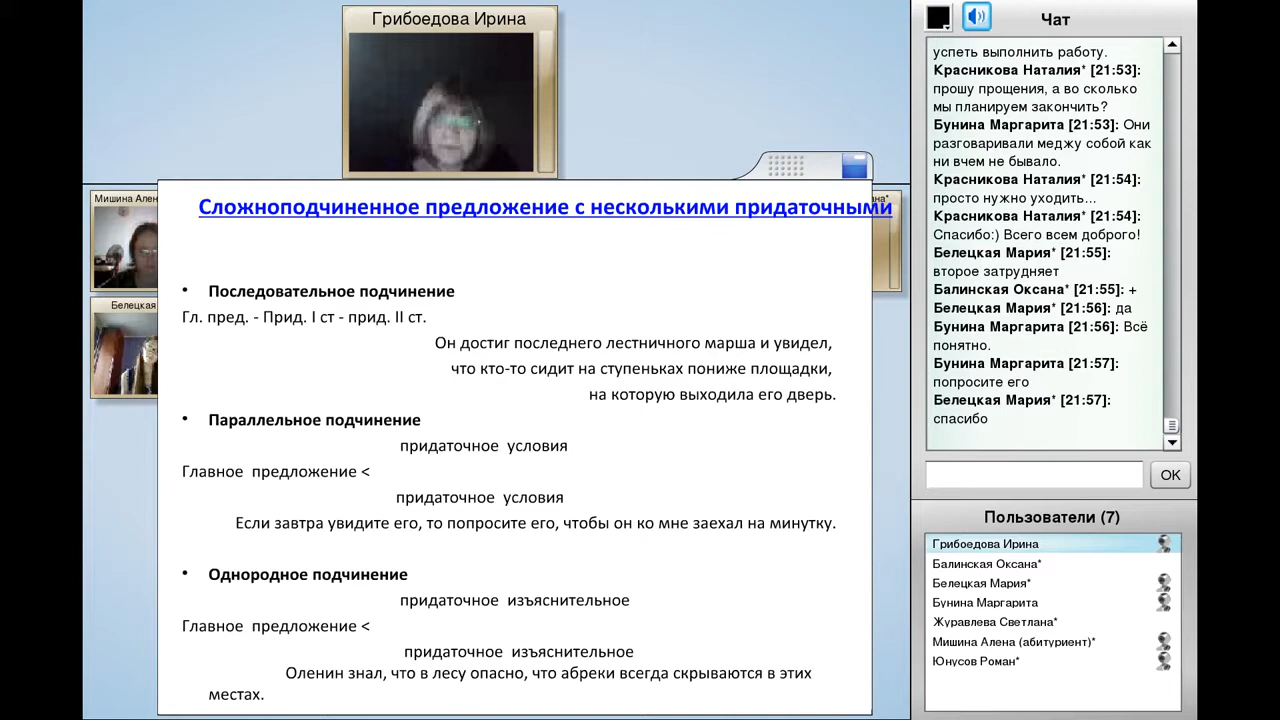 Грибоедова Ирина
Мишина Ален
ана*
Белецкая
Сложноподчиненное предложение с несколькими придаточными
• Последовательное подчинение
Гл. пред. - Прид. I ст - прид. II ст.
Он достиг последнего лестничного марша и увидел,
что кто-то сидит на ступеньках пониже площадки,
на которую выходила его дверь.
• Параллельное подчинение
придаточное условия
Главное предложение <
придаточное условия
Если завтра увидите его, то попросите его, чтобы он ко мне заехал на минутку.
• Однородное подчинение
придаточное изъяснительное
Главное предложение <
придаточное изъяснительное
Оленин знал, что в лесу опасно, что абреки всегда скрываются в этих
местах.
Чат
успеть выполнить работу.
Красникова Наталия* [21:53]:
прошу прощения, а во сколько
мы планируем закончить?
Бунина Маргарита [21:53]: Они
разговаривали меджу собой как
ни вчем не бывало.
Красникова Наталия* [21:54]:
просто нужно уходить...
Красникова Наталия* [21:54]:
Спасибо:) Всего всем доброго!
Белецкая Мария* [21:55]:
второе затрудняет
Балинская Оксана* [21:55]: +
Белецкая Мария* [21:56]: да
Бунина Маргарита [21:56]: Всё
понятно.
Бунина Маргарита [21:57]:
попросите его
Белецкая Мария* [21:57]:
спасибо
OK
Пользователи (7)
Грибоедова Ирина
Балинская Оксана*
Белецкая Мария*
Бунина Маргарита
Журавлева Светлана*
Мишина Алена (абитуриент)*
Юнусов Роман*